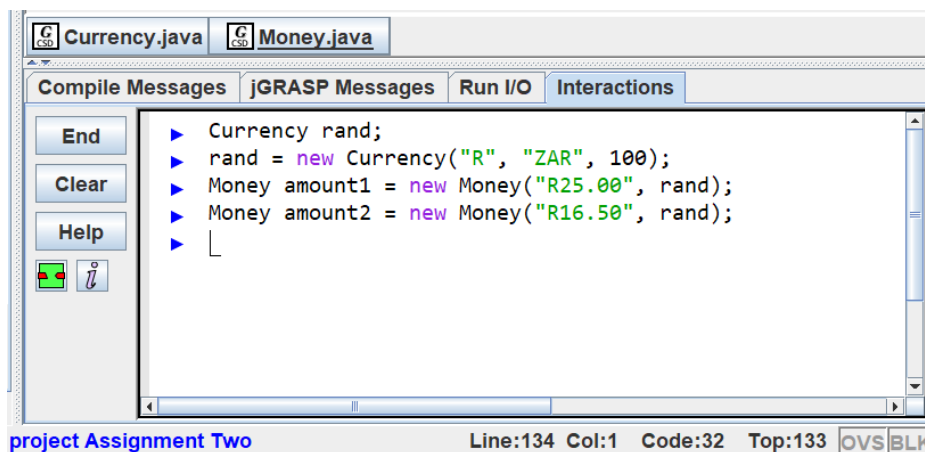 G CSD Currency.java G CSD Money.java
Compile Messages jGRASP Messages Run I/O Interactions
End
Clear
Help
i
Currency rand;
rand = new Currency("R", "ZAR", 100);
Money amount1 = new Money("R25.00", rand);
Money amount2 = new Money("R16.50", rand);
project Assignment Two Line:134 Col:1 Code:32 Top:133 OVS BLK